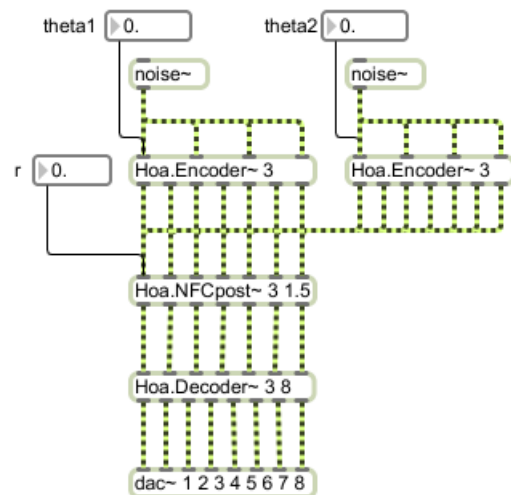 theta1 0. theta2 0.
noise~ noise~
r 0. Hoa.Encoder~ 3 Hoa.Encoder~ 3
Hoa.NFCpost~ 3 1.5
Hoa.Decoder~ 3 8
dac~ 1 2 3 4 5 6 7 8